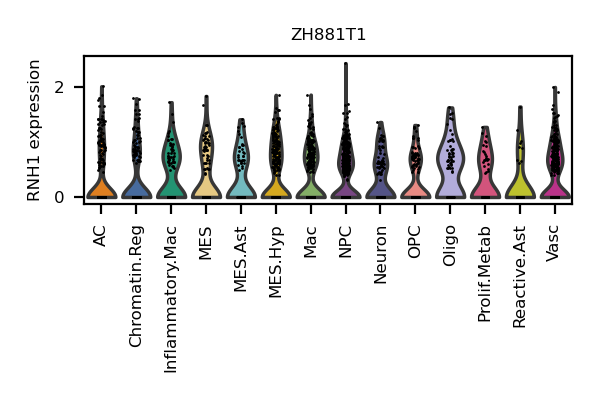 ZH881T1
RNH1 expression
2
0
AC
Chromatin.Reg
Inflammatory.Mac
MES
MES.Ast
MES.Hyp
Mac
NPC
Neuron
OPC
Oligo
Prolif.Metab
Reactive.Ast
Vasc